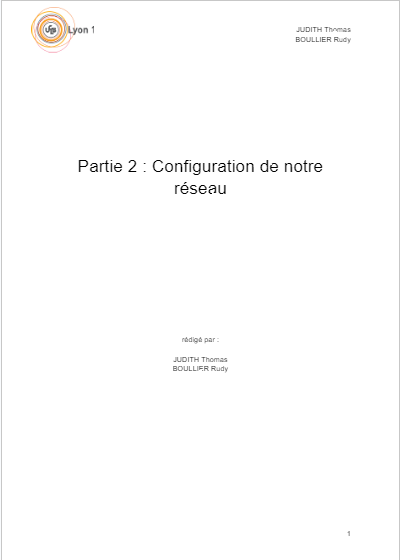 Lyon 1
JUDITH Thomas
BOULLIER Rudy
Partie 2 : Configuration de notre
réseau
rédigé par :
JUDITH Thomas
BOULLIER Rudy
1